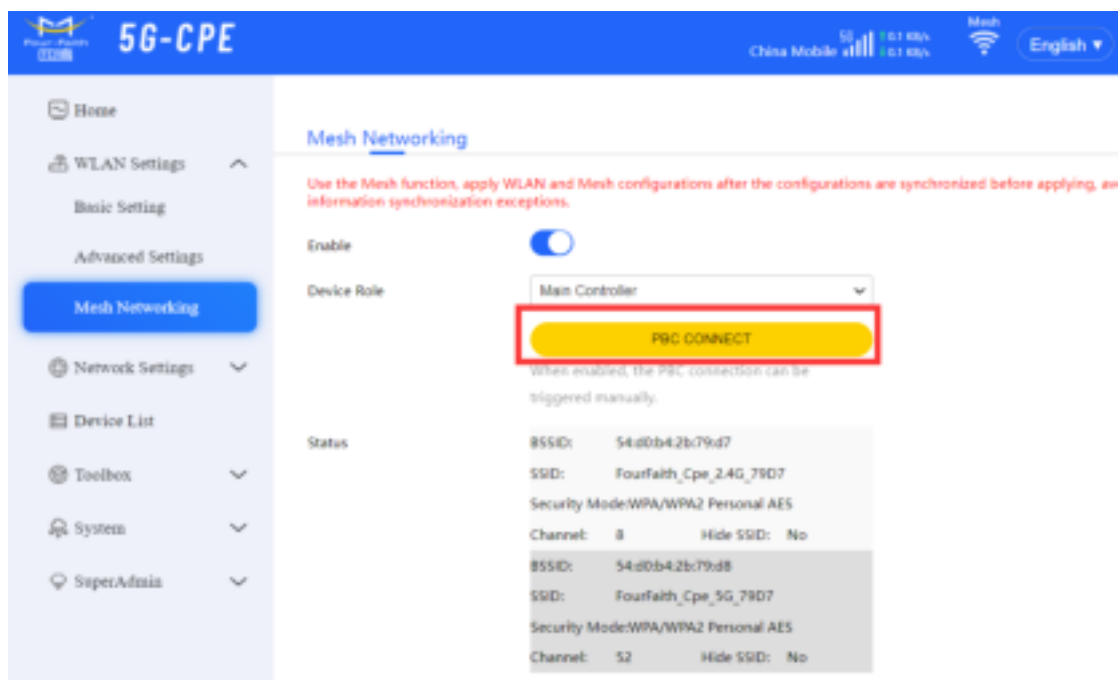 Four-Faith
5G-CPE
Mesh
5G
China Mobile
English ▾
Home
WLAN Settings
Basic Setting
Advanced Settings
Mesh Networking
Network Settings
Device List
Toolbox
System
SuperAdmin
Mesh Networking
Use the Mesh function, apply WLAN and Mesh configurations after the configurations are synchronized before applying,
information synchronization exceptions.
Enable
Device Role
Main Controller
PBC CONNECT
When enabled, the PBC connection can be
triggered manually.
Status
BSSID: 54:d0:b4:2b:79:d7
SSID: FourFaith_Cpe_2.4G_79D7
Security Mode:WPA/WPA2 Personal AES
Channel: 8 Hide SSID: No
BSSID: 54:d0:b4:2b:79:d8
SSID: FourFaith_Cpe_5G_79D7
Security Mode:WPA/WPA2 Personal AES
Channel: 52 Hide SSID: No